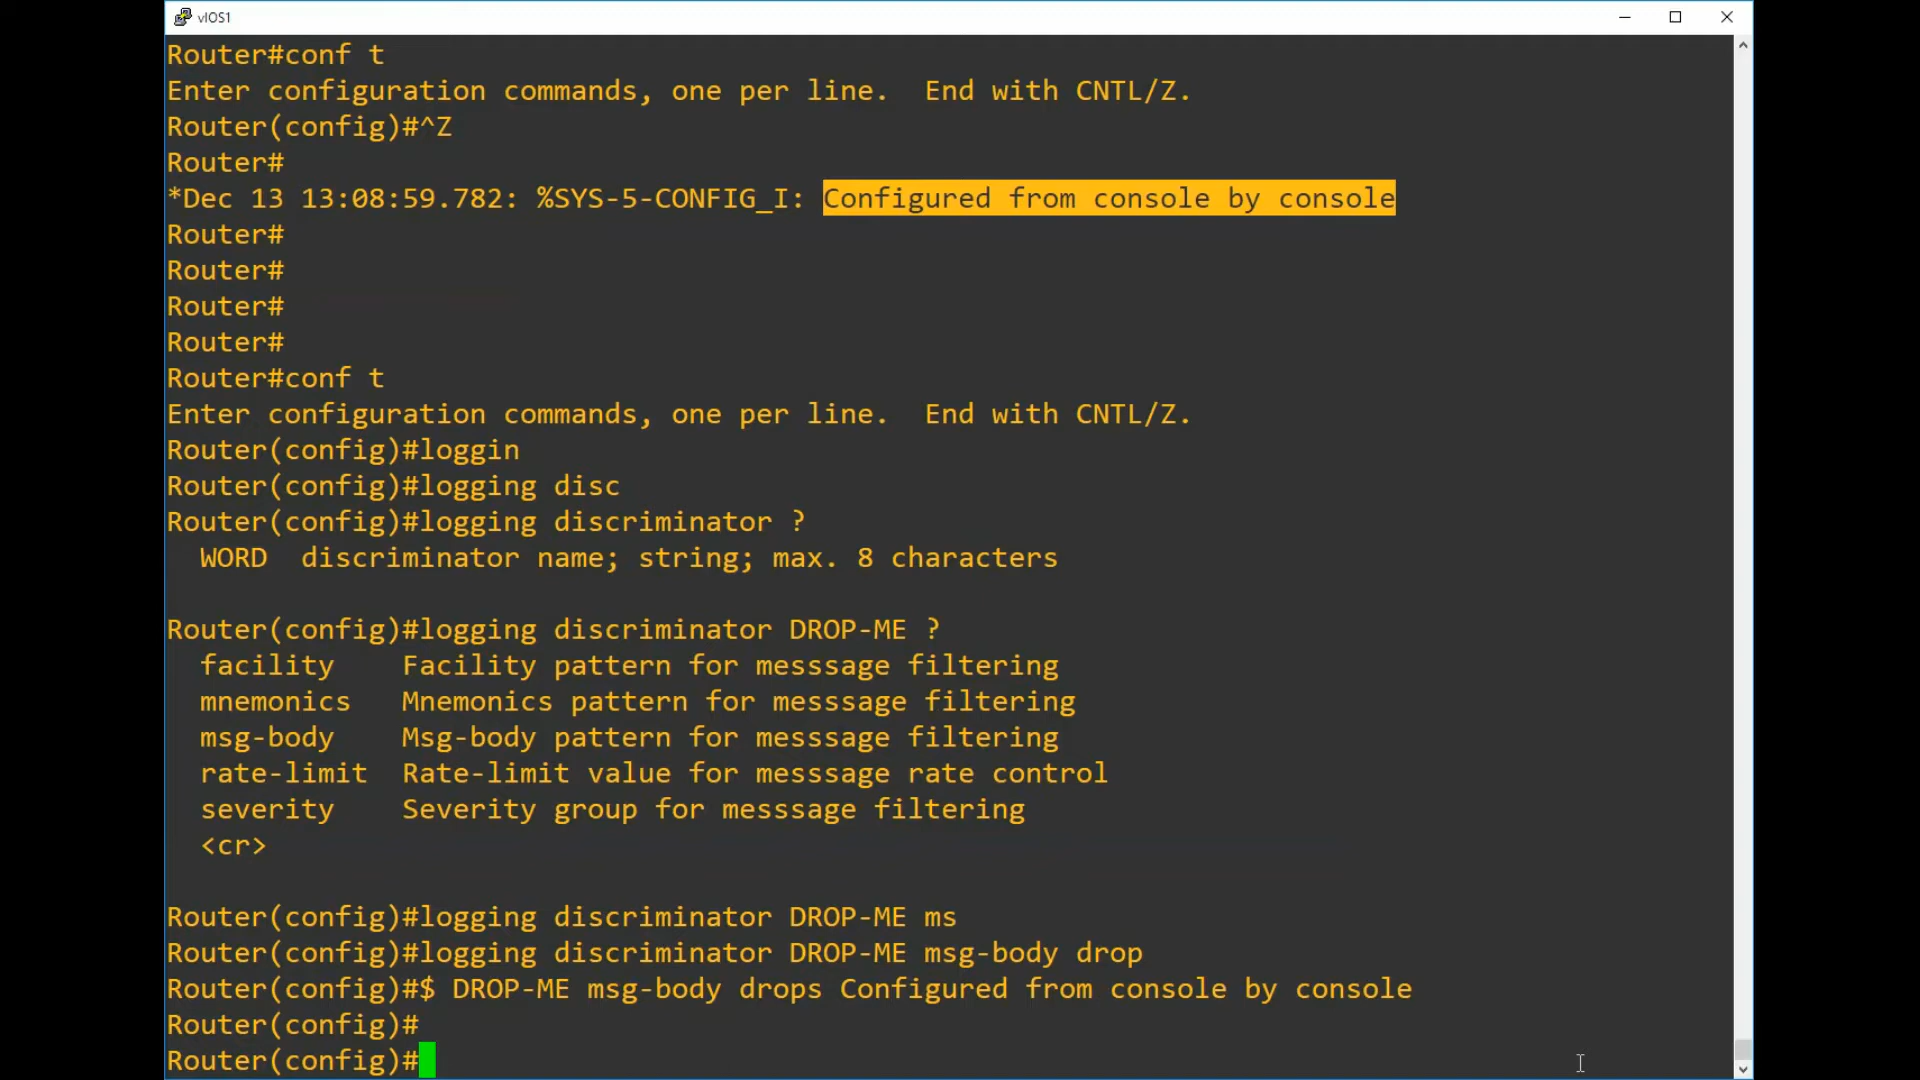 vIOS1
Router#conf t
Enter configuration commands, one per line.  End with CNTL/Z.
Router(config)#^Z
Router#
*Dec 13 13:08:59.782: %SYS-5-CONFIG_I: Configured from console by console
Router#
Router#
Router#
Router#
Router#conf t
Enter configuration commands, one per line.  End with CNTL/Z.
Router(config)#loggin
Router(config)#logging disc
Router(config)#logging discriminator ?
  WORD  discriminator name; string; max. 8 characters
Router(config)#logging discriminator DROP-ME ?
  facility    Facility pattern for messsage filtering
  mnemonics   Mnemonics pattern for messsage filtering
  msg-body    Msg-body pattern for messsage filtering
  rate-limit  Rate-limit value for messsage rate control
  severity    Severity group for messsage filtering
  <cr>
Router(config)#logging discriminator DROP-ME ms
Router(config)#logging discriminator DROP-ME msg-body drop
Router(config)#$ DROP-ME msg-body drops Configured from console by console
Router(config)#
Router(config)#